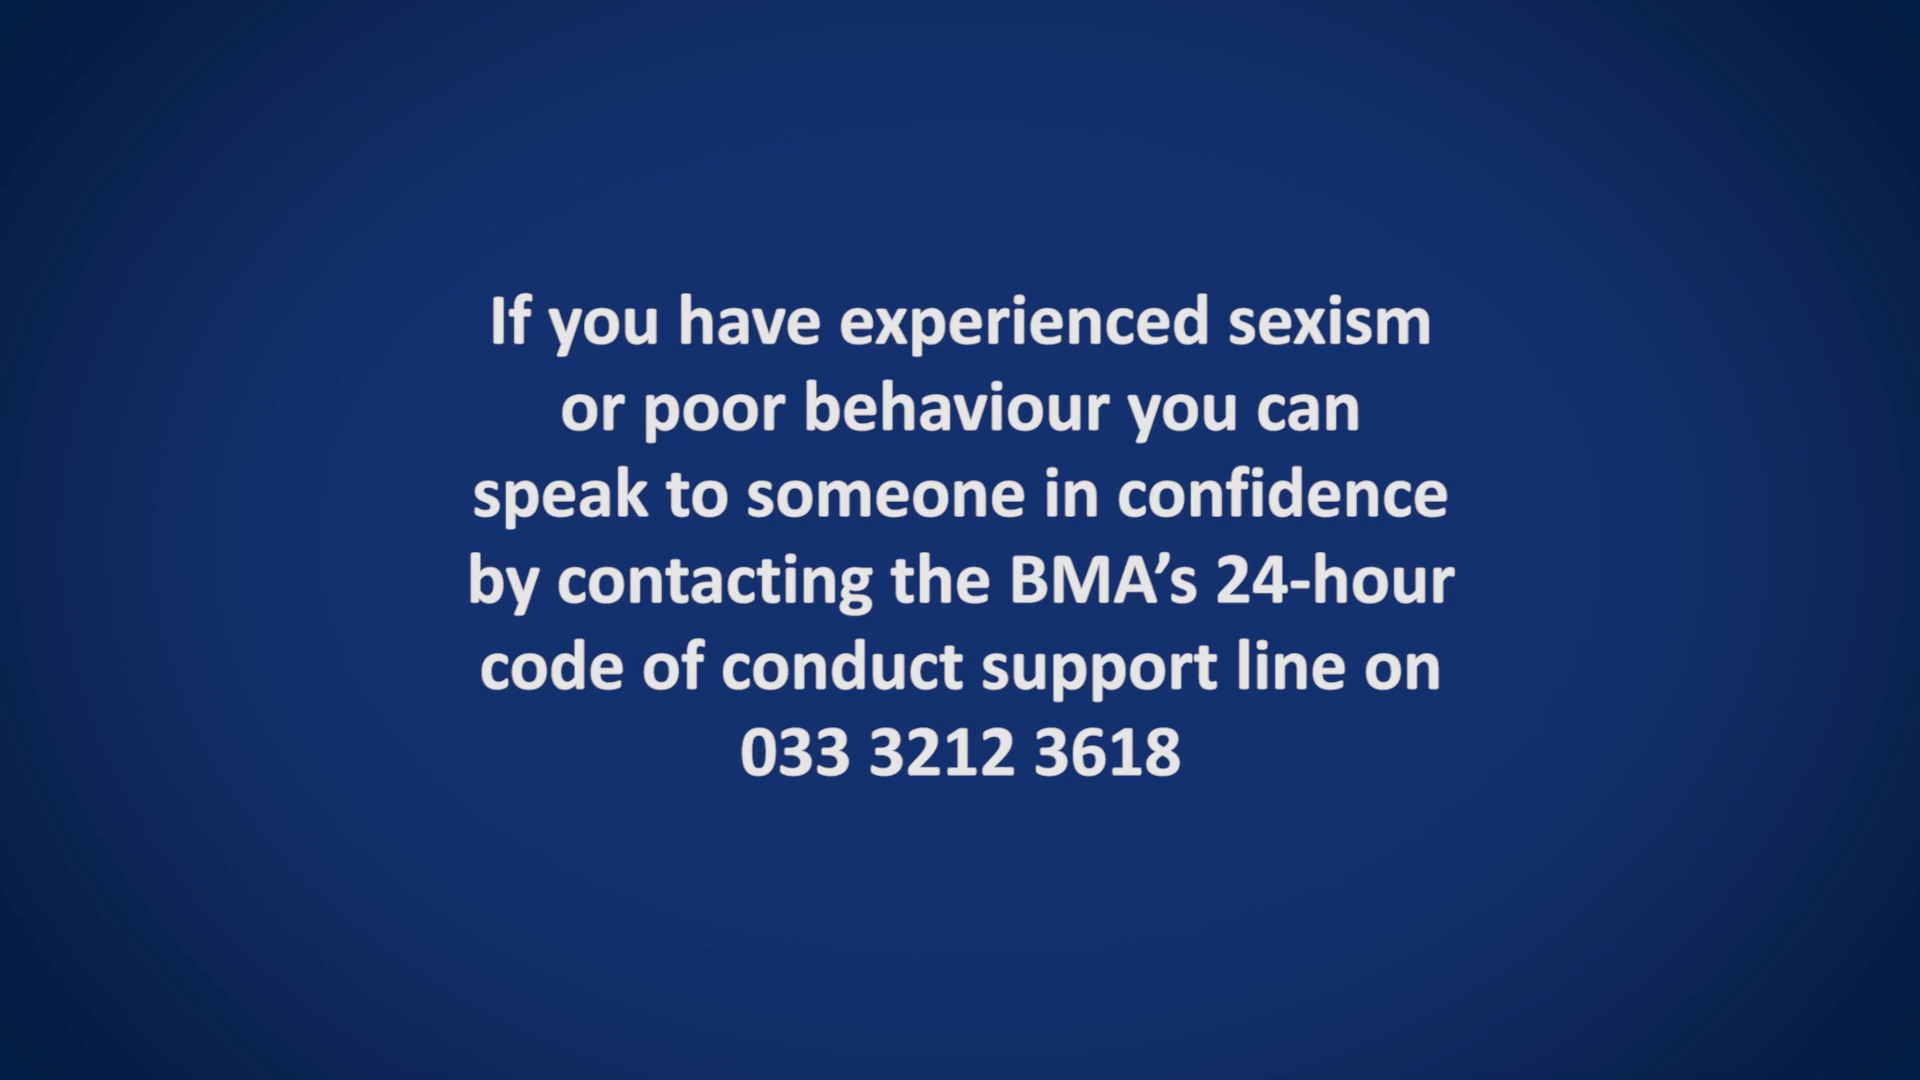 If you have experienced sexism
or poor behaviour you can
speak to someone in confidence
by contacting the BMA’s 24-hour
code of conduct support line on
033 3212 3618